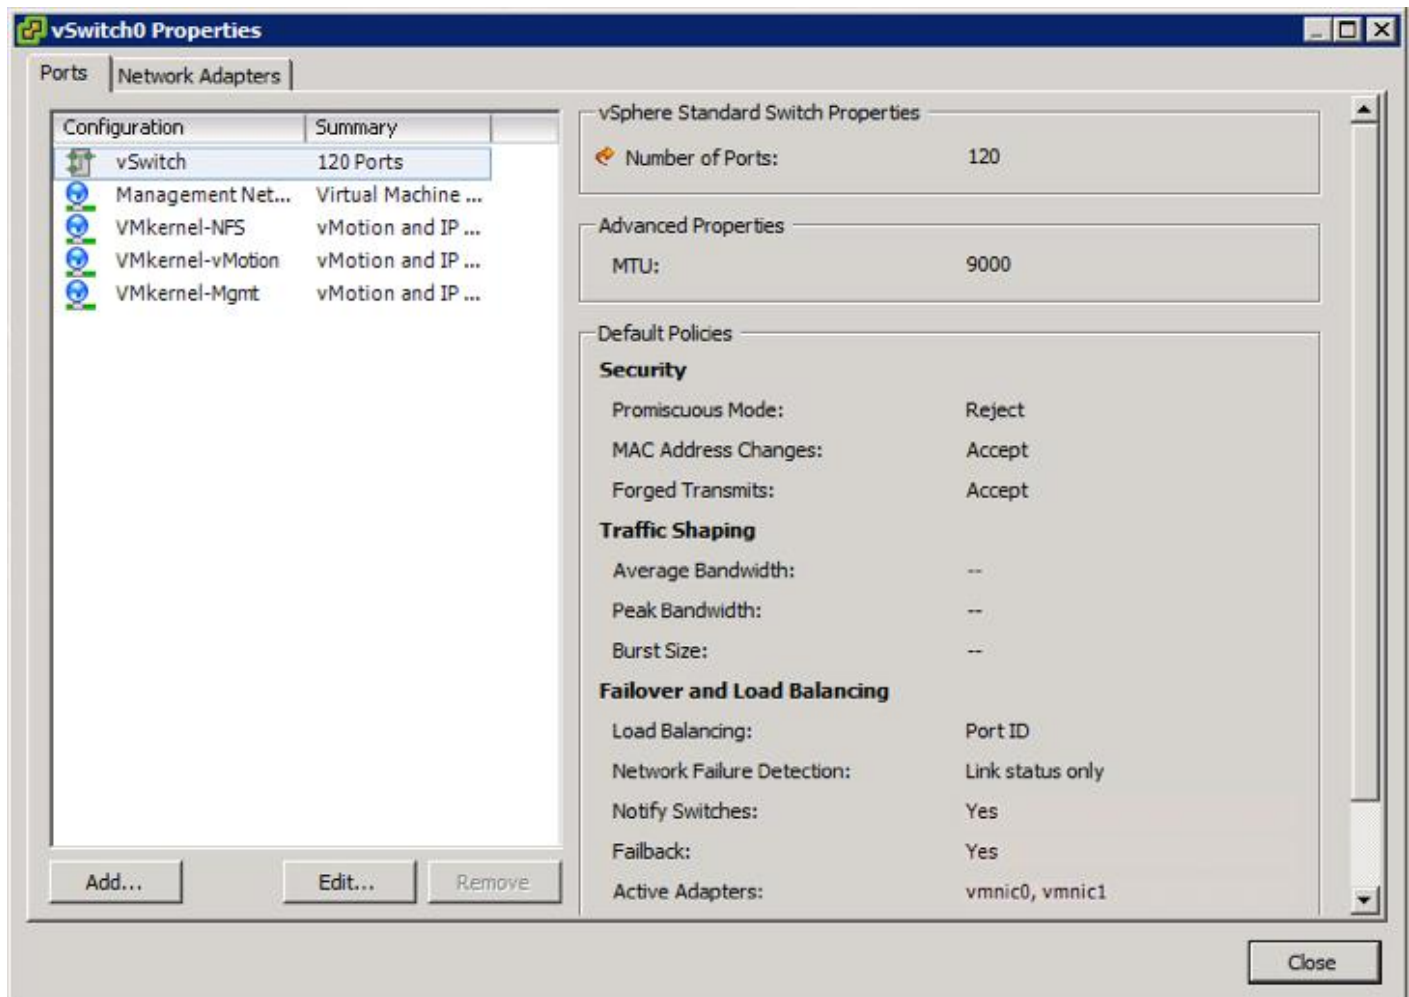 vSwitch0 Properties
Ports Network Adapters
Configuration Summary
vSwitch 120 Ports
Management Net... Virtual Machine ...
VMkernel-NFS vMotion and IP ...
VMkernel-vMotion vMotion and IP ...
VMkernel-Mgmt vMotion and IP ...
Add... Edit... Remove
vSphere Standard Switch Properties
Number of Ports: 120
Advanced Properties
MTU: 9000
Default Policies
Security
Promiscuous Mode: Reject
MAC Address Changes: Accept
Forged Transmits: Accept
Traffic Shaping
Average Bandwidth: --
Peak Bandwidth: --
Burst Size: --
Failover and Load Balancing
Load Balancing: Port ID
Network Failure Detection: Link status only
Notify Switches: Yes
Failback: Yes
Active Adapters: vmnic0, vmnic1
Close